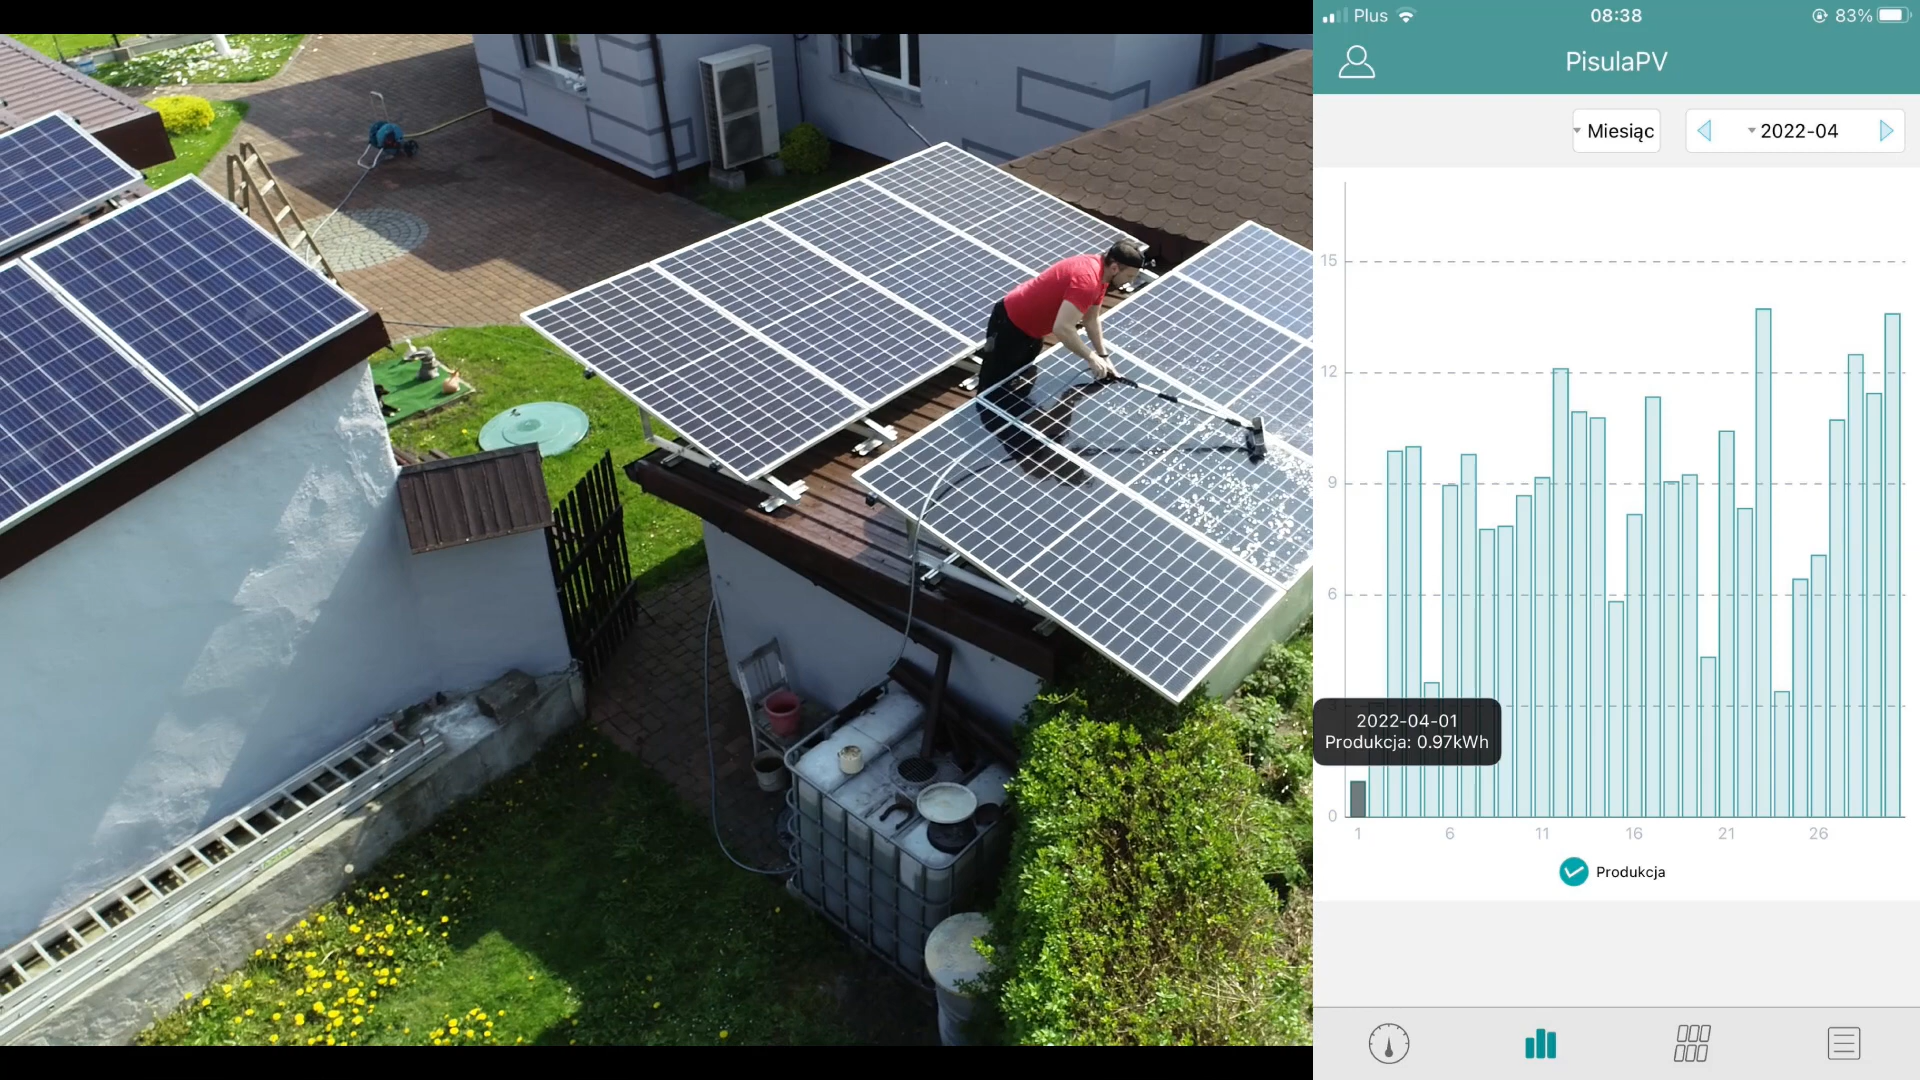 Plus 08:38 83%
PisulaPV
Miesiąc 2022-04
15
12
9
6
3
0
2022-04-01
Produkcja: 0.97kWh
1 6 11 16 21 26
Produkcja